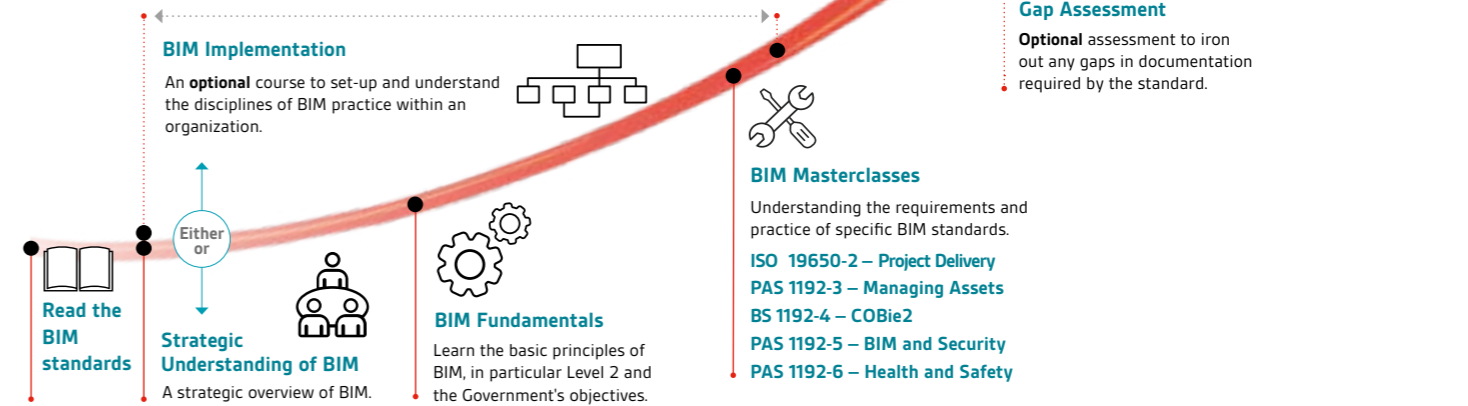 BIM Implementation
An optional course to set-up and understand
the disciplines of BIM practice within an
organization.
Either
or
Read the
BIM
standards
Strategic
Understanding of BIM
A strategic overview of BIM.
BIM Fundamentals
Learn the basic principles of
BIM, in particular Level 2 and
the Government's objectives.
BIM Masterclasses
Understanding the requirements and
practice of specific BIM standards.
ISO 19650-2 – Project Delivery
PAS 1192-3 – Managing Assets
BS 1192-4 – COBie2
PAS 1192-5 – BIM and Security
PAS 1192-6 – Health and Safety
Gap Assessment
Optional assessment to iron
out any gaps in documentation
required by the standard.